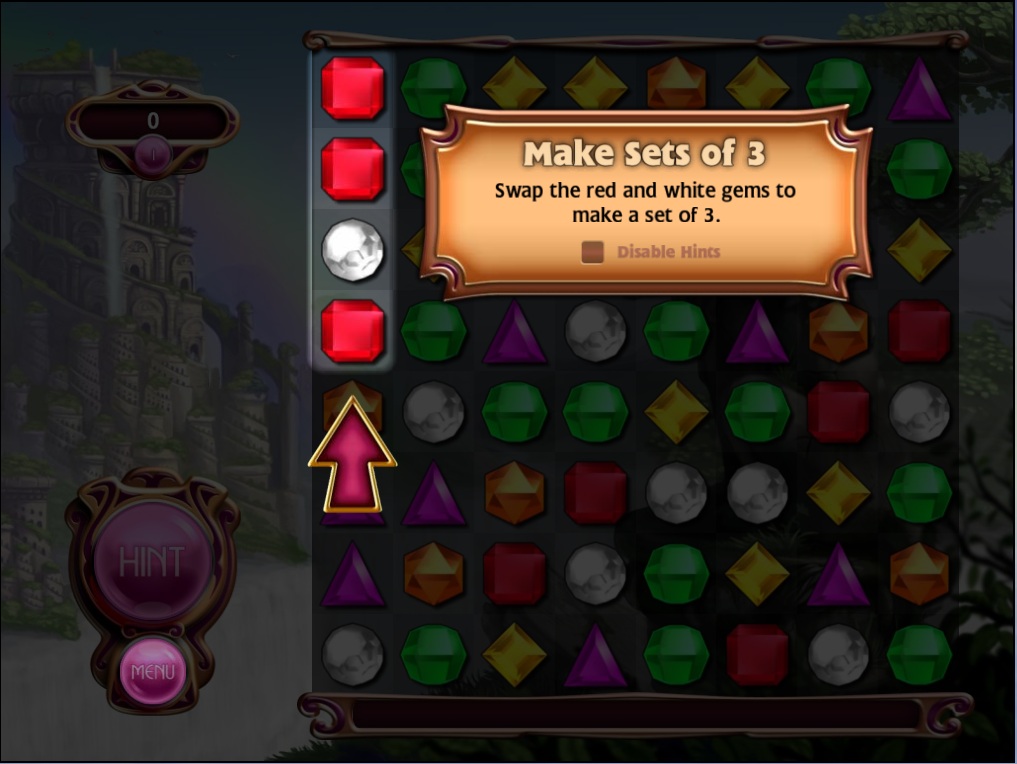 0
Make Sets of 3
Swap the red and white gems to
make a set of 3.
Disable Hints
HINT
MENU